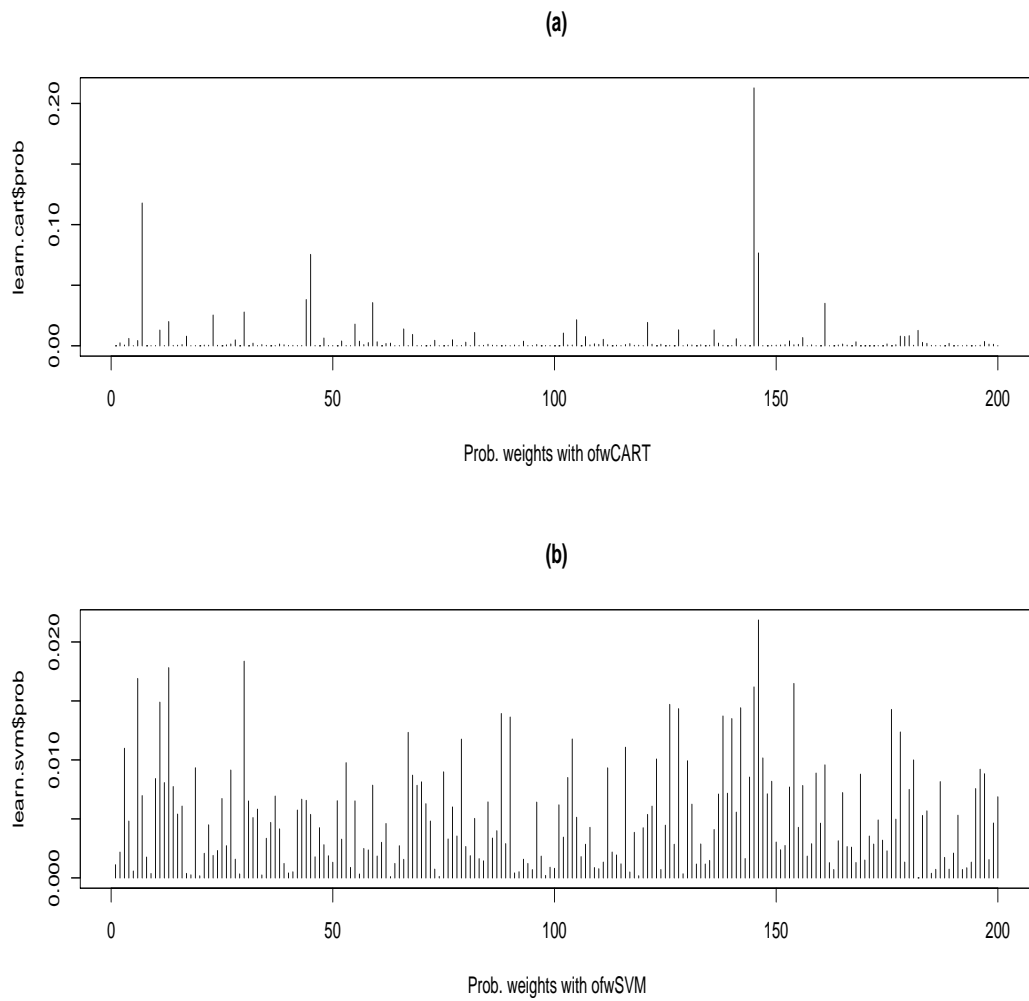 (a)
learn.cart$prob
0.20
0.10
0.00
0 50 100 150 200
Prob. weights with ofwCART
(b)
learn.svm$prob
0.020
0.010
0.000
0 50 100 150 200
Prob. weights with ofwSVM